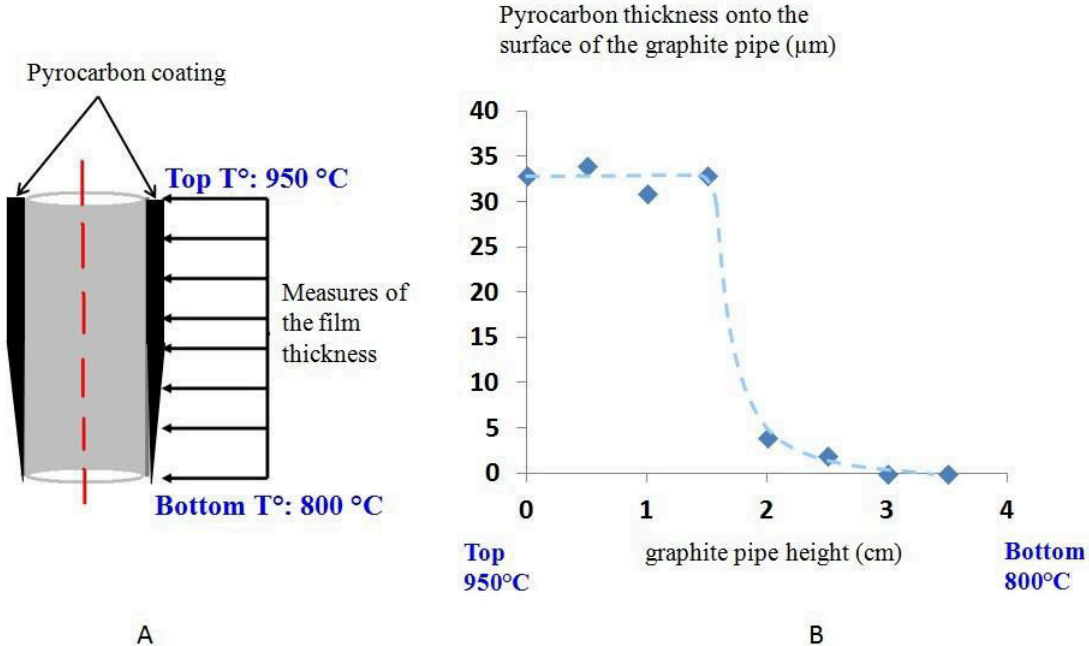 Pyrocarbon coating
Top T°: 950 °C
Measures of
the film
thickness
Bottom T°: 800 °C
A
Pyrocarbon thickness onto the
surface of the graphite pipe (µm)
40
35
30
25
20
15
10
5
0
0 1 2 3 4
graphite pipe height (cm)
Top
950°C
Bottom
800°C
B